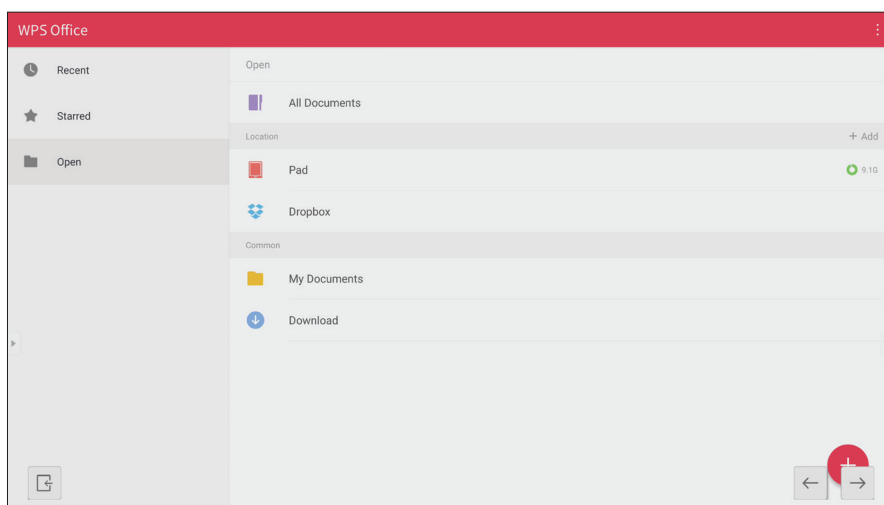 WPS Office
Recent
Starred
Open
Open
All Documents
Location
+ Add
Pad
9.1G
Dropbox
Common
My Documents
Download